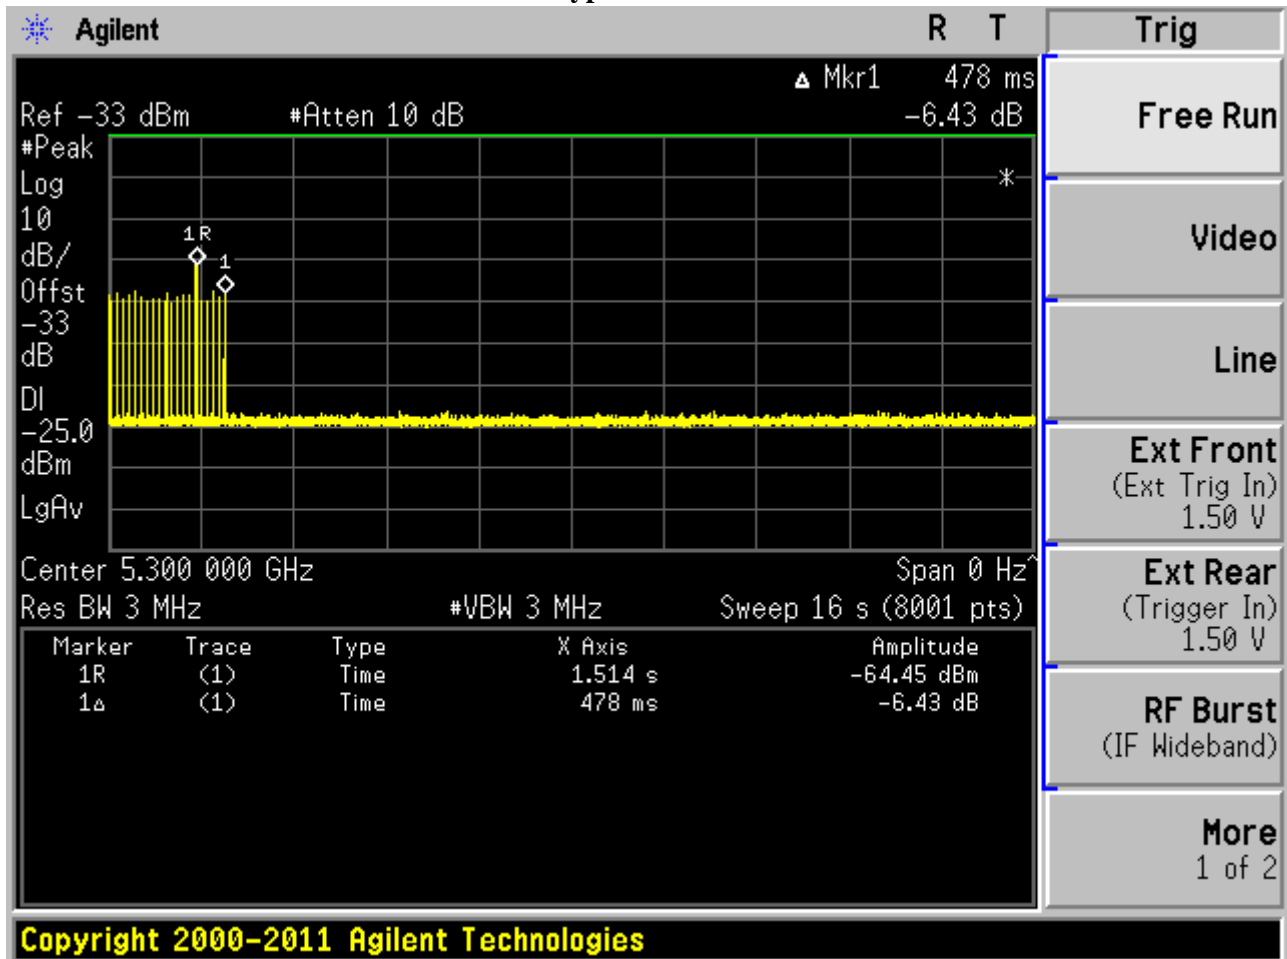 Agilent R T Trig
▵ Mkr1 478 ms
Ref −33 dBm #Atten 10 dB −6.43 dB
#Peak
Log
10
dB/
Offst
−33
dB
DI
−25.0
dBm
LgAv
1R
1
*
Center 5.300 000 GHz Span 0 Hz^
Res BW 3 MHz #VBW 3 MHz Sweep 16 s (8001 pts)
Marker Trace Type X Axis Amplitude
1R (1) Time 1.514 s −64.45 dBm
1▵ (1) Time 478 ms −6.43 dB
Free Run
Video
Line
Ext Front
(Ext Trig In)
1.50 V
Ext Rear
(Trigger In)
1.50 V
RF Burst
(IF Wideband)
More
1 of 2
Copyright 2000−2011 Agilent Technologies